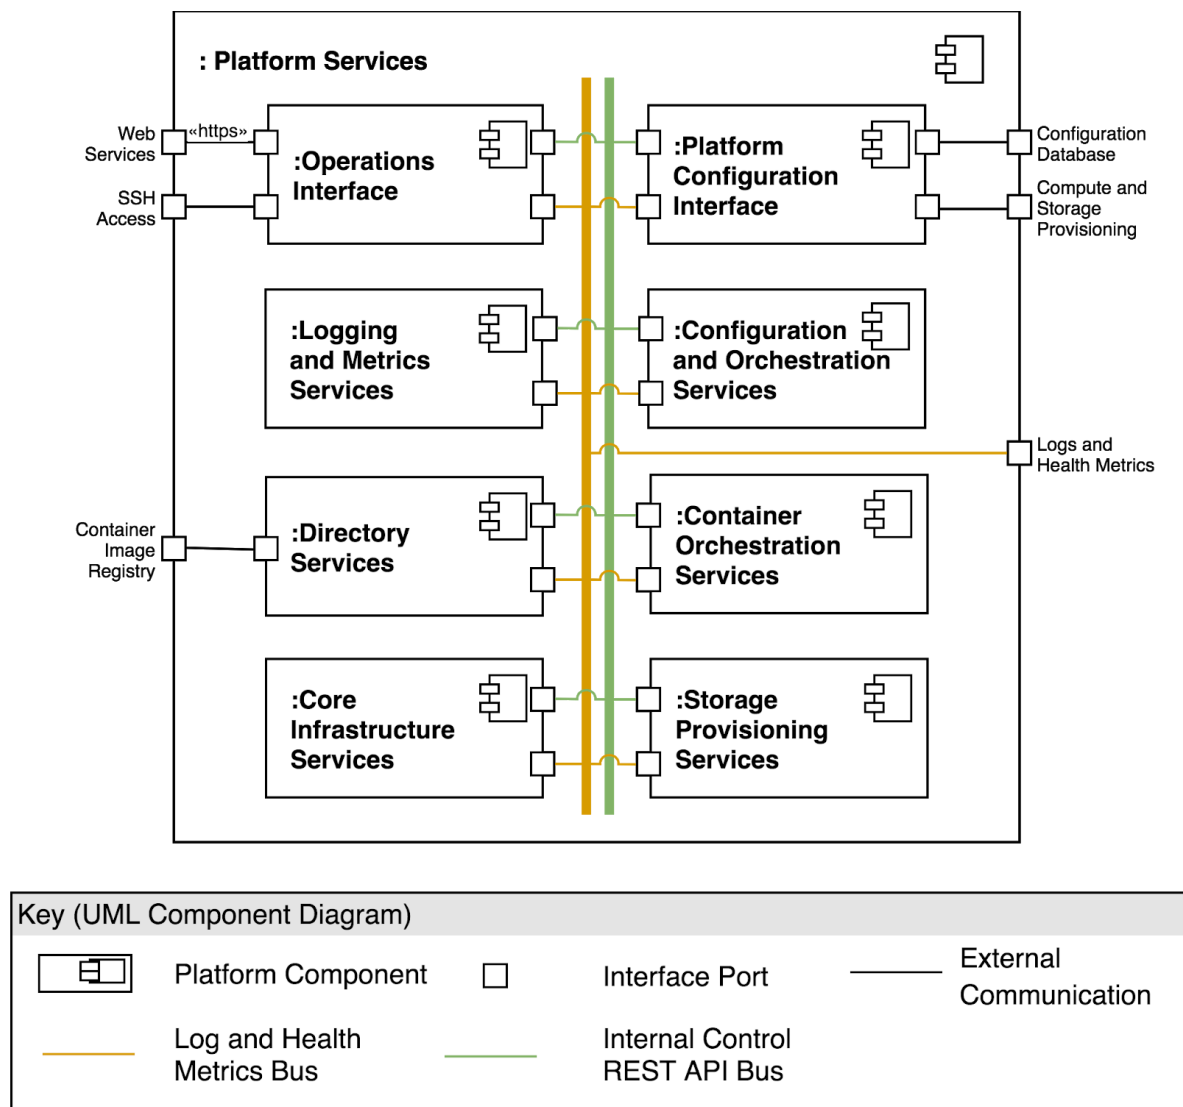 : Platform Services
Web
Services
«https»
SSH
Access
:Operations
Interface
:Platform
Configuration
Interface
Configuration
Database
Compute and
Storage
Provisioning
:Logging
and Metrics
Services
:Configuration
and Orchestration
Services
Logs and
Health Metrics
Container
Image
Registry
:Directory
Services
:Container
Orchestration
Services
:Core
Infrastructure
Services
:Storage
Provisioning
Services
Key (UML Component Diagram)
Platform Component
Interface Port
External
Communication
Log and Health
Metrics Bus
Internal Control
REST API Bus